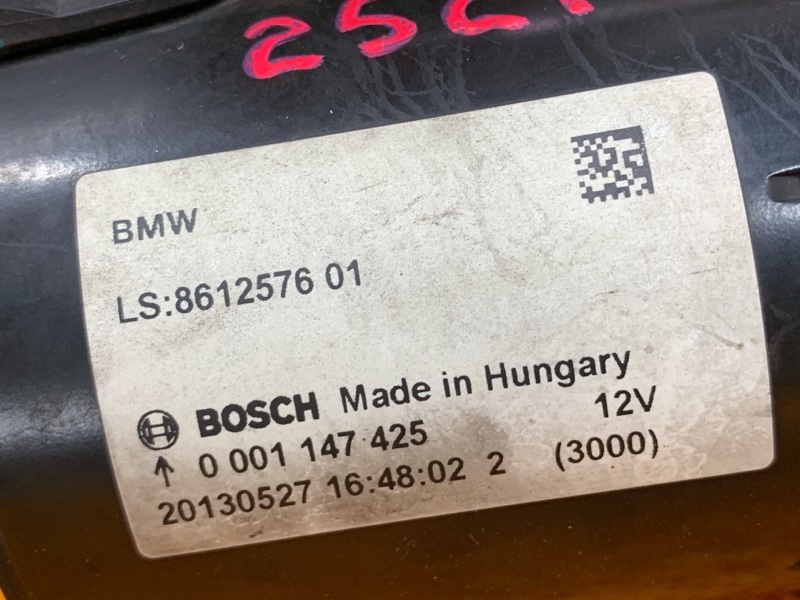 BMW
LS:8612576 01
BOSCH Made in Hungary
↑ 0 001 147 425 12V
20130527 16:48:02 2 (3000)